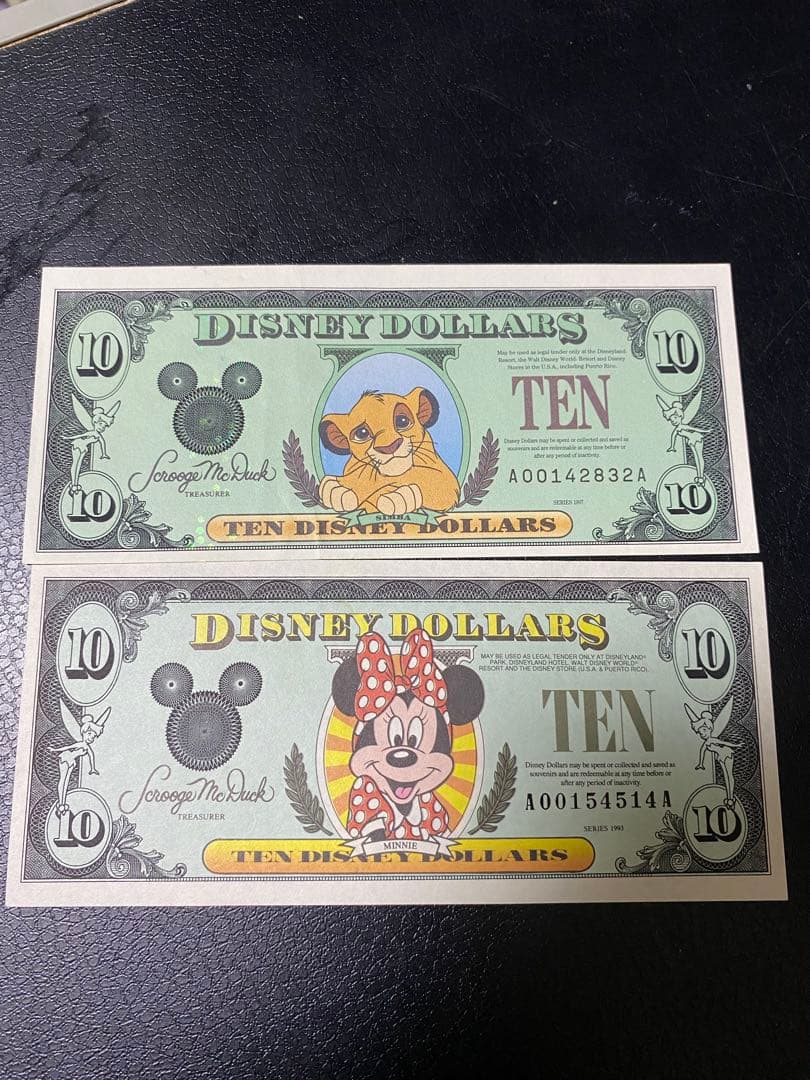 DISNEY DOLLARS
10
10
May be used as legal tender only at the Disneyland
Resort, the Walt Disney World Resort and Disney
Stores in the U.S.A., including Puerto Rico.
TEN
Disney Dollars may be spent or collected and saved as
souvenirs and are redeemable at any time before or
after any period of inactivity.
Scrooge McDuck
TREASURER
A00142832A
SERIES 1997
10
10
SIMBA
TEN DISNEY DOLLARS
DISNEY DOLLARS
10
10
MAY BE USED AS LEGAL TENDER ONLY AT DISNEYLAND®
PARK, DISNEYLAND HOTEL, WALT DISNEY WORLD®
RESORT AND THE DISNEY STORE (U.S.A. & PUERTO RICO).
TEN
Disney Dollars may be spent or collected and saved as
souvenirs and are redeemable at any time before or
after any period of inactivity.
Scrooge McDuck
TREASURER
A00154514A
SERIES 1993
10
10
MINNIE
TEN DISNEY DOLLARS